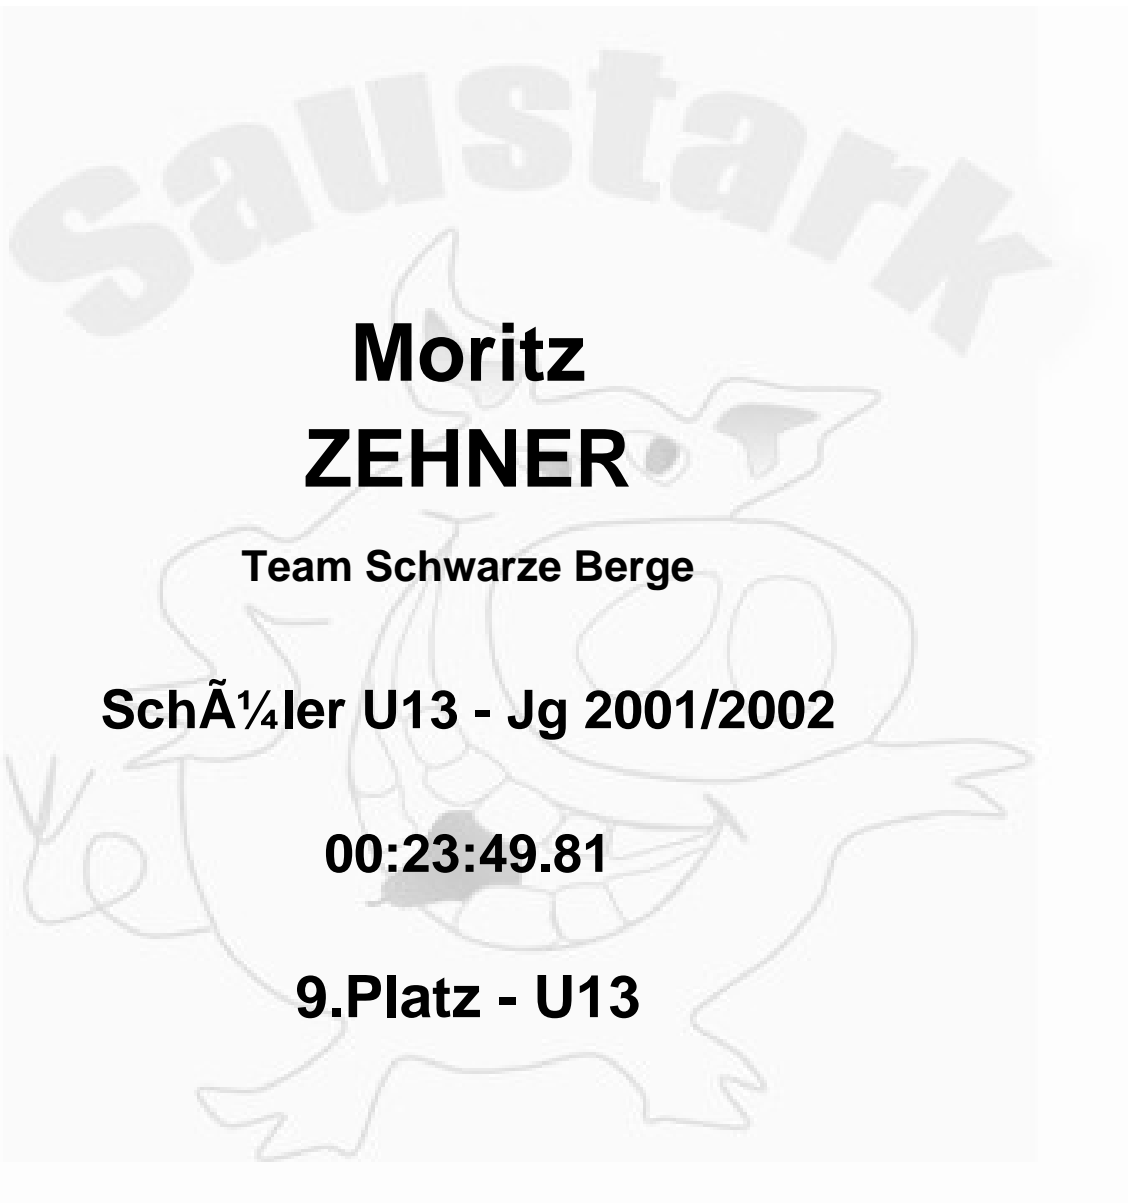 Saustark
Moritz
ZEHNER
Team Schwarze Berge
SchÃ¼ler U13 - Jg 2001/2002
00:23:49.81
9.Platz - U13